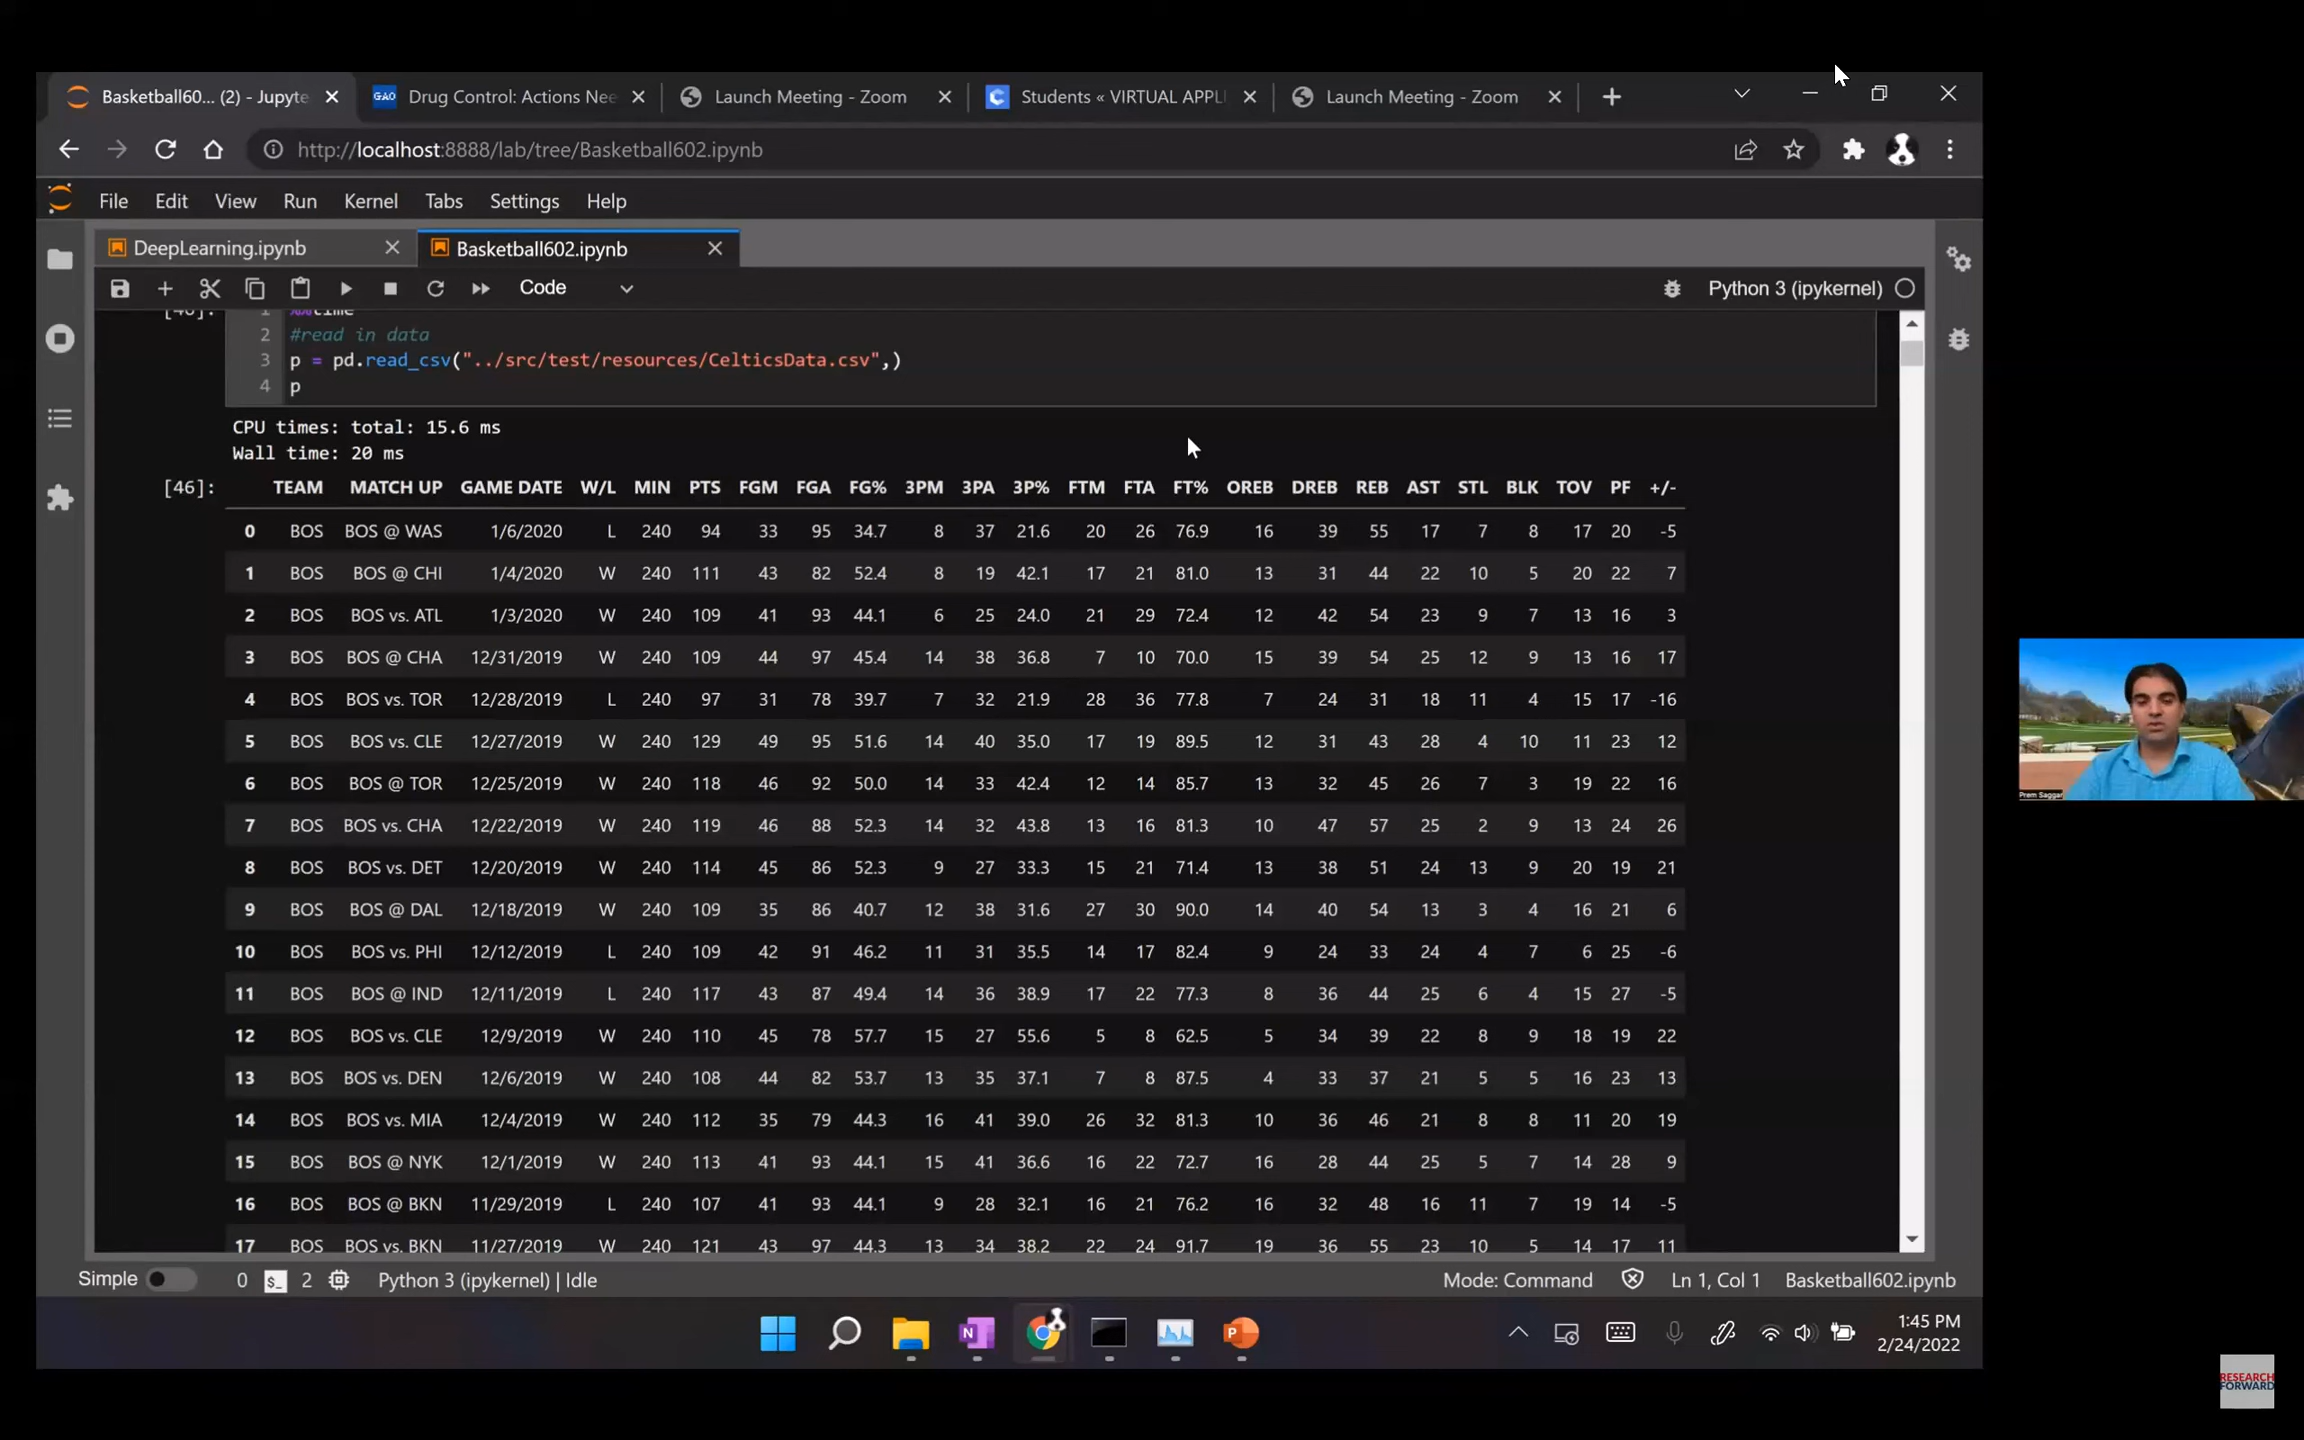 Basketball60... (2) - Jupyte
GAO Drug Control: Actions Nee
Launch Meeting - Zoom
Students « VIRTUAL APPL
Launch Meeting - Zoom
http://localhost:8888/lab/tree/Basketball602.ipynb
File Edit View Run Kernel Tabs Settings Help
DeepLearning.ipynb
Basketball602.ipynb
Code
Python 3 (ipykernel)
[46]: 1 %%time
2 #read in data
3 p = pd.read_csv("../src/test/resources/CelticsData.csv",)
4 p
CPU times: total: 15.6 ms
Wall time: 20 ms
[46]: TEAM MATCH UP GAME DATE W/L MIN PTS FGM FGA FG% 3PM 3PA 3P% FTM FTA FT% OREB DREB REB AST STL BLK TOV PF +/-
0 BOS BOS @ WAS 1/6/2020 L 240 94 33 95 34.7 8 37 21.6 20 26 76.9 16 39 55 17 7 8 17 20 -5
1 BOS BOS @ CHI 1/4/2020 W 240 111 43 82 52.4 8 19 42.1 17 21 81.0 13 31 44 22 10 5 20 22 7
2 BOS BOS vs. ATL 1/3/2020 W 240 109 41 93 44.1 6 25 24.0 21 29 72.4 12 42 54 23 9 7 13 16 3
3 BOS BOS @ CHA 12/31/2019 W 240 109 44 97 45.4 14 38 36.8 7 10 70.0 15 39 54 25 12 9 13 16 17
4 BOS BOS vs. TOR 12/28/2019 L 240 97 31 78 39.7 7 32 21.9 28 36 77.8 7 24 31 18 11 4 15 17 -16
5 BOS BOS vs. CLE 12/27/2019 W 240 129 49 95 51.6 14 40 35.0 17 19 89.5 12 31 43 28 4 10 11 23 12
6 BOS BOS @ TOR 12/25/2019 W 240 118 46 92 50.0 14 33 42.4 12 14 85.7 13 32 45 26 7 3 19 22 16
7 BOS BOS vs. CHA 12/22/2019 W 240 119 46 88 52.3 14 32 43.8 13 16 81.3 10 47 57 25 2 9 13 24 26
8 BOS BOS vs. DET 12/20/2019 W 240 114 45 86 52.3 9 27 33.3 15 21 71.4 13 38 51 24 13 9 20 19 21
9 BOS BOS @ DAL 12/18/2019 W 240 109 35 86 40.7 12 38 31.6 27 30 90.0 14 40 54 13 3 4 16 21 6
10 BOS BOS vs. PHI 12/12/2019 L 240 109 42 91 46.2 11 31 35.5 14 17 82.4 9 24 33 24 4 7 6 25 -6
11 BOS BOS @ IND 12/11/2019 L 240 117 43 87 49.4 14 36 38.9 17 22 77.3 8 36 44 25 6 4 15 27 -5
12 BOS BOS vs. CLE 12/9/2019 W 240 110 45 78 57.7 15 27 55.6 5 8 62.5 5 34 39 22 8 9 18 19 22
13 BOS BOS vs. DEN 12/6/2019 W 240 108 44 82 53.7 13 35 37.1 7 8 87.5 4 33 37 21 5 5 16 23 13
14 BOS BOS vs. MIA 12/4/2019 W 240 112 35 79 44.3 16 41 39.0 26 32 81.3 10 36 46 21 8 8 11 20 19
15 BOS BOS @ NYK 12/1/2019 W 240 113 41 93 44.1 15 41 36.6 16 22 72.7 16 28 44 25 5 7 14 28 9
16 BOS BOS @ BKN 11/29/2019 L 240 107 41 93 44.1 9 28 32.1 16 21 76.2 16 32 48 16 11 7 19 14 -5
17 BOS BOS vs. BKN 11/27/2019 W 240 121 43 97 44.3 13 34 38.2 22 24 91.7 19 36 55 23 10 5 14 17 11
Simple 0 $_ 2 Python 3 (ipykernel) | Idle
Mode: Command Ln 1, Col 1 Basketball602.ipynb
N
P
1:45 PM
2/24/2022
Prem Saggar
RESEARCH
FORWARD